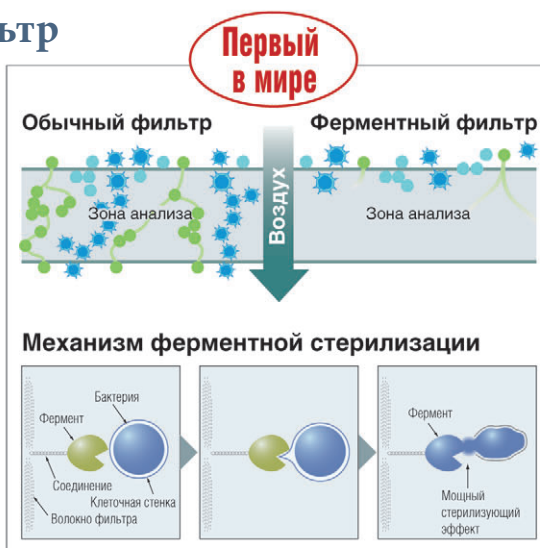 Первый
в мире
Обычный фильтр
Ферментный фильтр
Зона анализа
Воздух
Зона анализа
Механизм ферментной стерилизации
Бактерия
Фермент
Соединение
Клеточная стенка
Волокно фильтра
Фермент
Мощный
стерилизующий
эффект